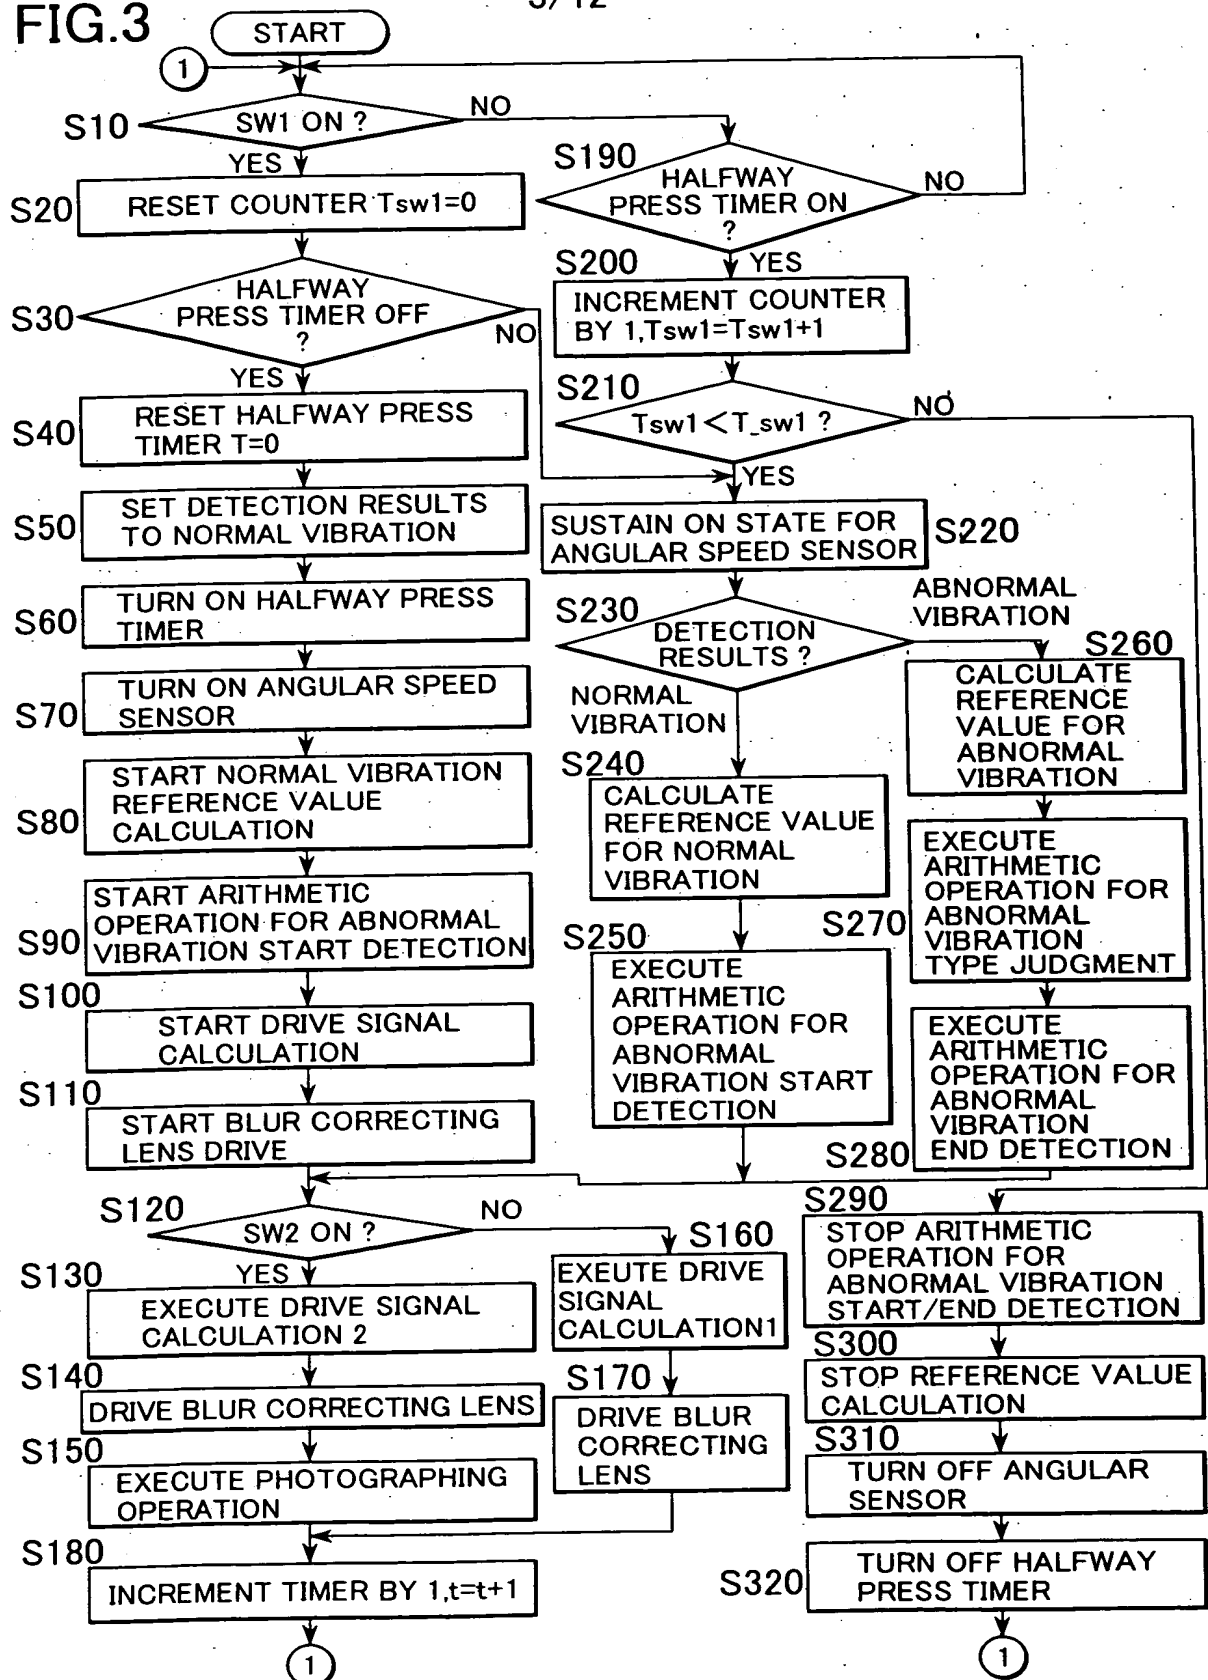 3/12
FIG.3
START
1
S10
SW1 ON ?
NO
YES
S20
RESET COUNTER Tsw1=0
S30
HALFWAY
PRESS TIMER OFF
?
NO
YES
S40
RESET HALFWAY PRESS
TIMER T=0
S50
SET DETECTION RESULTS
TO NORMAL VIBRATION
S60
TURN ON HALFWAY PRESS
TIMER
S70
TURN ON ANGULAR SPEED
SENSOR
S80
START NORMAL VIBRATION
REFERENCE VALUE
CALCULATION
S90
START ARITHMETIC
OPERATION FOR ABNORMAL
VIBRATION START DETECTION
S100
START DRIVE SIGNAL
CALCULATION
S110
START BLUR CORRECTING
LENS DRIVE
S120
SW2 ON ?
NO
YES
S130
EXECUTE DRIVE SIGNAL
CALCULATION 2
S140
DRIVE BLUR CORRECTING LENS
S150
EXECUTE PHOTOGRAPHING
OPERATION
S160
EXEUTE DRIVE
SIGNAL
CALCULATION1
S170
DRIVE BLUR
CORRECTING
LENS
S180
INCREMENT TIMER BY 1,t=t+1
1
S190
HALFWAY
PRESS TIMER ON
?
NO
YES
S200
INCREMENT COUNTER
BY 1,Tsw1=Tsw1+1
S210
Tsw1<T_sw1 ?
NO
YES
S220
SUSTAIN ON STATE FOR
ANGULAR SPEED SENSOR
S230
DETECTION
RESULTS ?
ABNORMAL
VIBRATION
NORMAL
VIBRATION
S240
CALCULATE
REFERENCE VALUE
FOR NORMAL
VIBRATION
S250
EXECUTE
ARITHMETIC
OPERATION FOR
ABNORMAL
VIBRATION START
DETECTION
S260
CALCULATE
REFERENCE
VALUE FOR
ABNORMAL
VIBRATION
S270
EXECUTE
ARITHMETIC
OPERATION FOR
ABNORMAL
VIBRATION
TYPE JUDGMENT
S280
EXECUTE
ARITHMETIC
OPERATION FOR
ABNORMAL
VIBRATION
END DETECTION
S290
STOP ARITHMETIC
OPERATION FOR
ABNORMAL VIBRATION
START/END DETECTION
S300
STOP REFERENCE VALUE
CALCULATION
S310
TURN OFF ANGULAR
SENSOR
S320
TURN OFF HALFWAY
PRESS TIMER
1